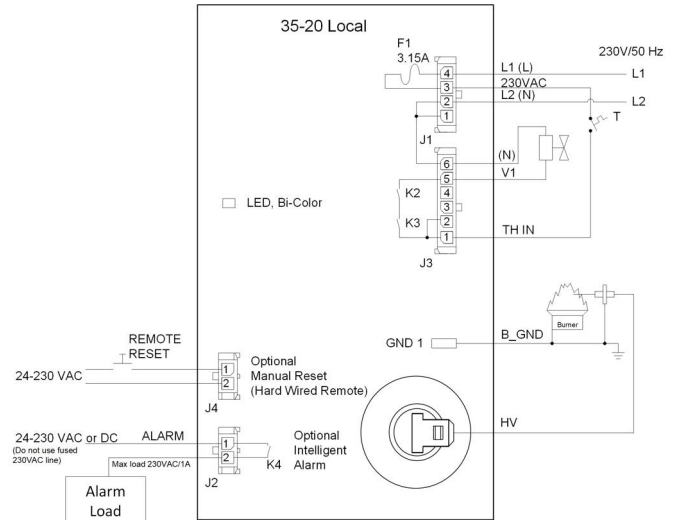 35-20 Local
F1
3.15A
230V/50 Hz
4
L1 (L)
L1
3
230VAC
2
L2 (N)
L2
1
T
J1
6
(N)
5
V1
K2
4
LED, Bi-Color
3
K3
2
1
TH IN
J3
Burner
REMOTE
RESET
GND 1
B_GND
24-230 VAC
1
2
Optional
Manual Reset
(Hard Wired Remote)
J4
HV
24-230 VAC or DC
ALARM
(Do not use fused
230VAC line)
1
2
Max load 230VAC/1A
K4
Optional
Intelligent
Alarm
J2
Alarm
Load